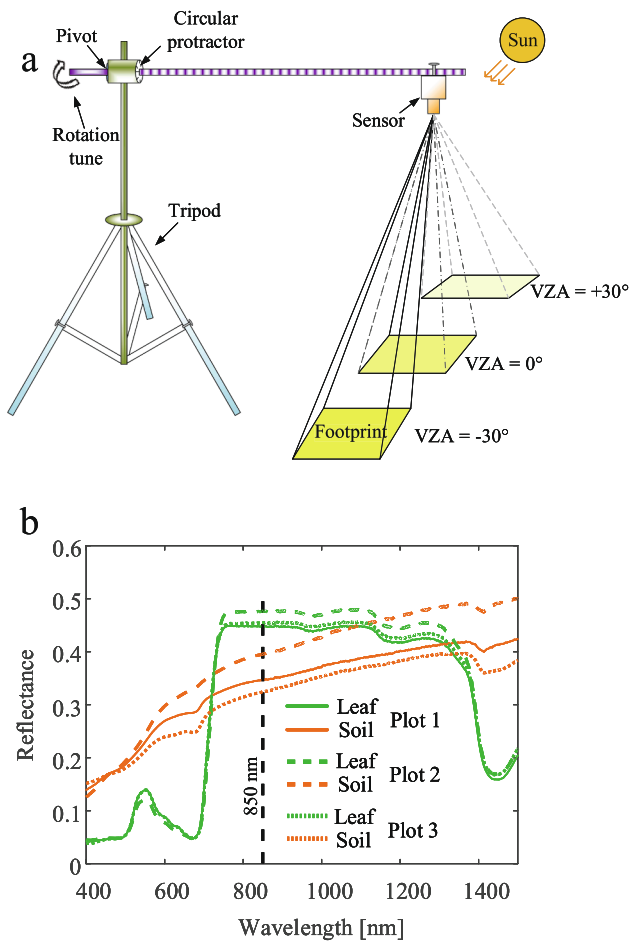 a
Pivot
Circular
protractor
Sun
Rotation
tune
Sensor
Tripod
VZA = +30°
VZA = 0°
Footprint
VZA = -30°
b
0.6
0.5
0.4
0.3
0.2
0.1
0
Reflectance
850 nm
Leaf
Soil
Plot 1
Leaf
Soil
Plot 2
Leaf
Soil
Plot 3
400
600
800
1000
1200
1400
Wavelength [nm]